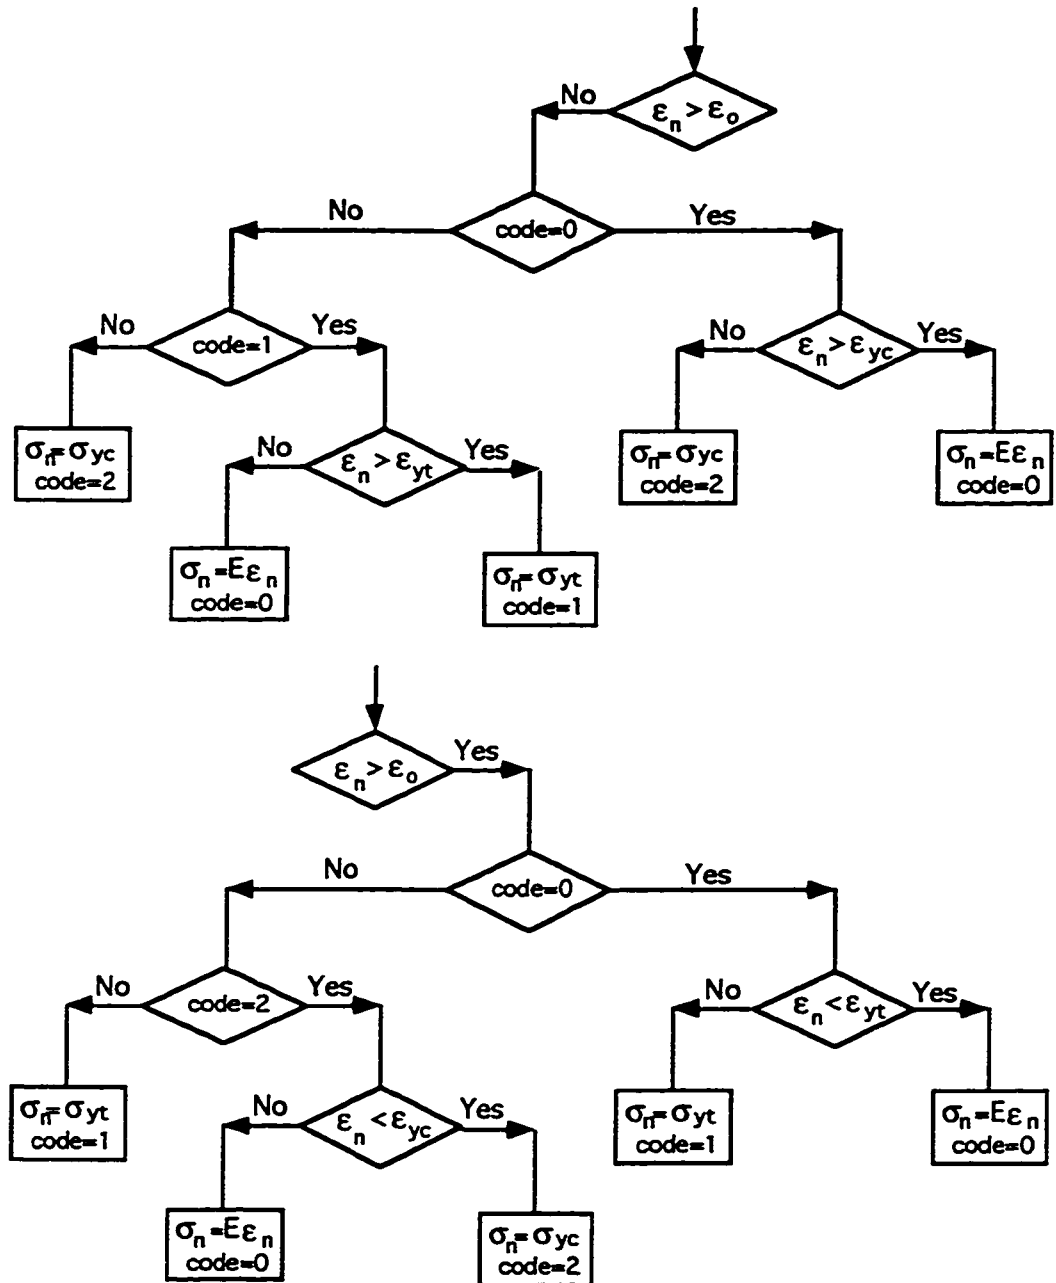 No
εn > εo
No
code=0
Yes
No
code=1
Yes
No
εn > εyc
Yes
σn=σyc
code=2
No
εn > εyt
Yes
σn=σyc
code=2
σn=Eεn
code=0
σn=Eεn
code=0
σn=σyt
code=1
εn > εo
Yes
No
code=0
Yes
No
code=2
Yes
No
εn < εyt
Yes
σn=σyt
code=1
No
εn < εyc
Yes
σn=σyt
code=1
σn=Eεn
code=0
σn=Eεn
code=0
σn=σyc
code=2